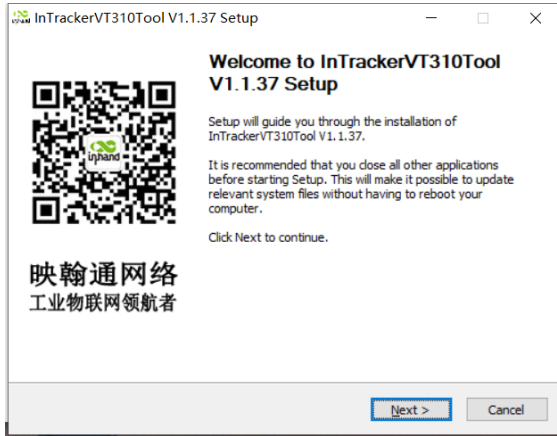 InTrackerVT310Tool V1.1.37 Setup
Welcome to InTrackerVT310Tool
V1.1.37 Setup
Setup will guide you through the installation of
InTrackerVT310Tool V1.1.37.
It is recommended that you close all other applications
before starting Setup. This will make it possible to update
relevant system files without having to reboot your
computer.
Click Next to continue.
inhand
映翰通网络
工业物联网领航者
Next >
Cancel